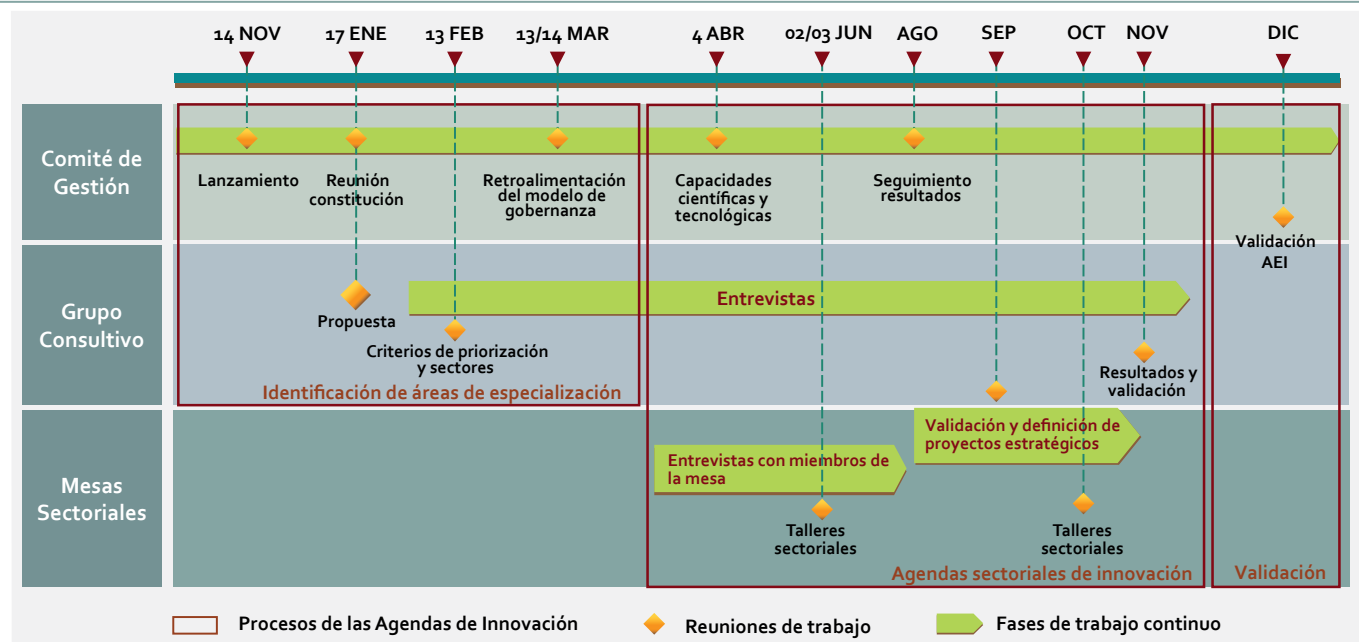 14 NOV
17 ENE
13 FEB
13/14 MAR
4 ABR
02/03 JUN
AGO
SEP
OCT
NOV
DIC
Comité de
Gestión
Lanzamiento
Reunión
constitución
Retroalimentación
del modelo de
gobernanza
Capacidades
científicas y
tecnológicas
Seguimiento
resultados
Validación
AEI
Grupo
Consultivo
Propuesta
Entrevistas
Criterios de priorización
y sectores
Resultados y
validación
Identificación de áreas de especialización
Mesas
Sectoriales
Entrevistas con miembros de
la mesa
Validación y definición de
proyectos estratégicos
Talleres
sectoriales
Talleres
sectoriales
Agendas sectoriales de innovación
Validación
Procesos de las Agendas de Innovación
Reuniones de trabajo
Fases de trabajo continuo